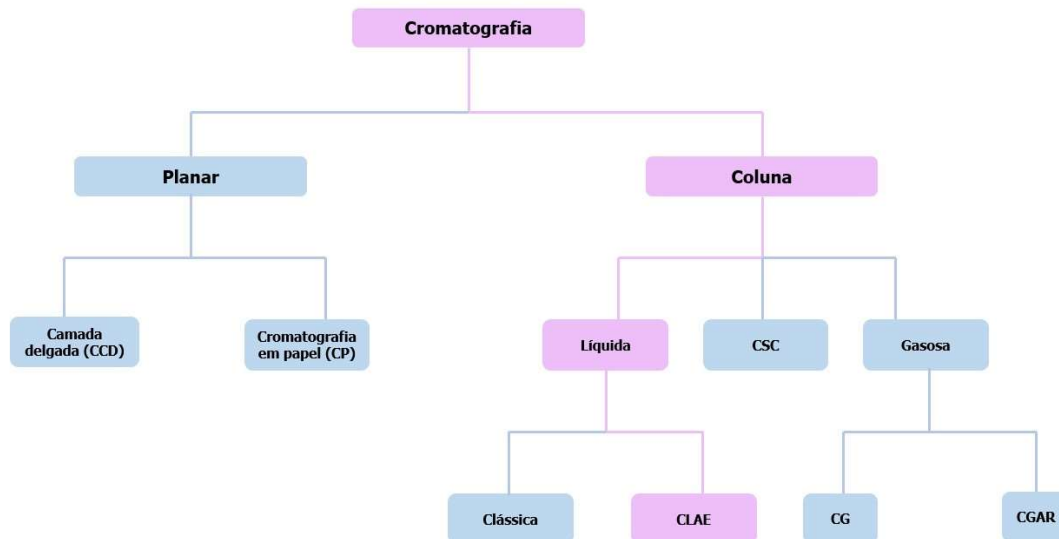 Cromatografia
Planar
Coluna
Camada
delgada (CCD)
Cromatografia
em papel (CP)
Líquida
CSC
Gasosa
Clássica
CLAE
CG
CGAR